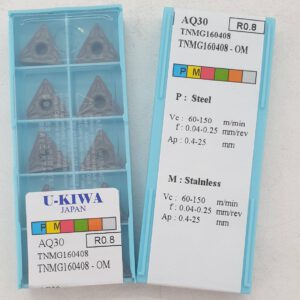 U-KIWA
JAPAN
P M
AQ30 R0.8
TNMG160408
TNMG160408 - OM
AQ30 R0.8
TNMG160408
TNMG160408 - OM
P M
P : Steel
Vc : 60-150 m/min
f : 0.04-0.25 mm/rev
Ap : 0.4-25 mm
M : Stainless
Vc : 60-150 m/min
f : 0.04-0.25 mm/rev
Ap : 0.4-25 mm